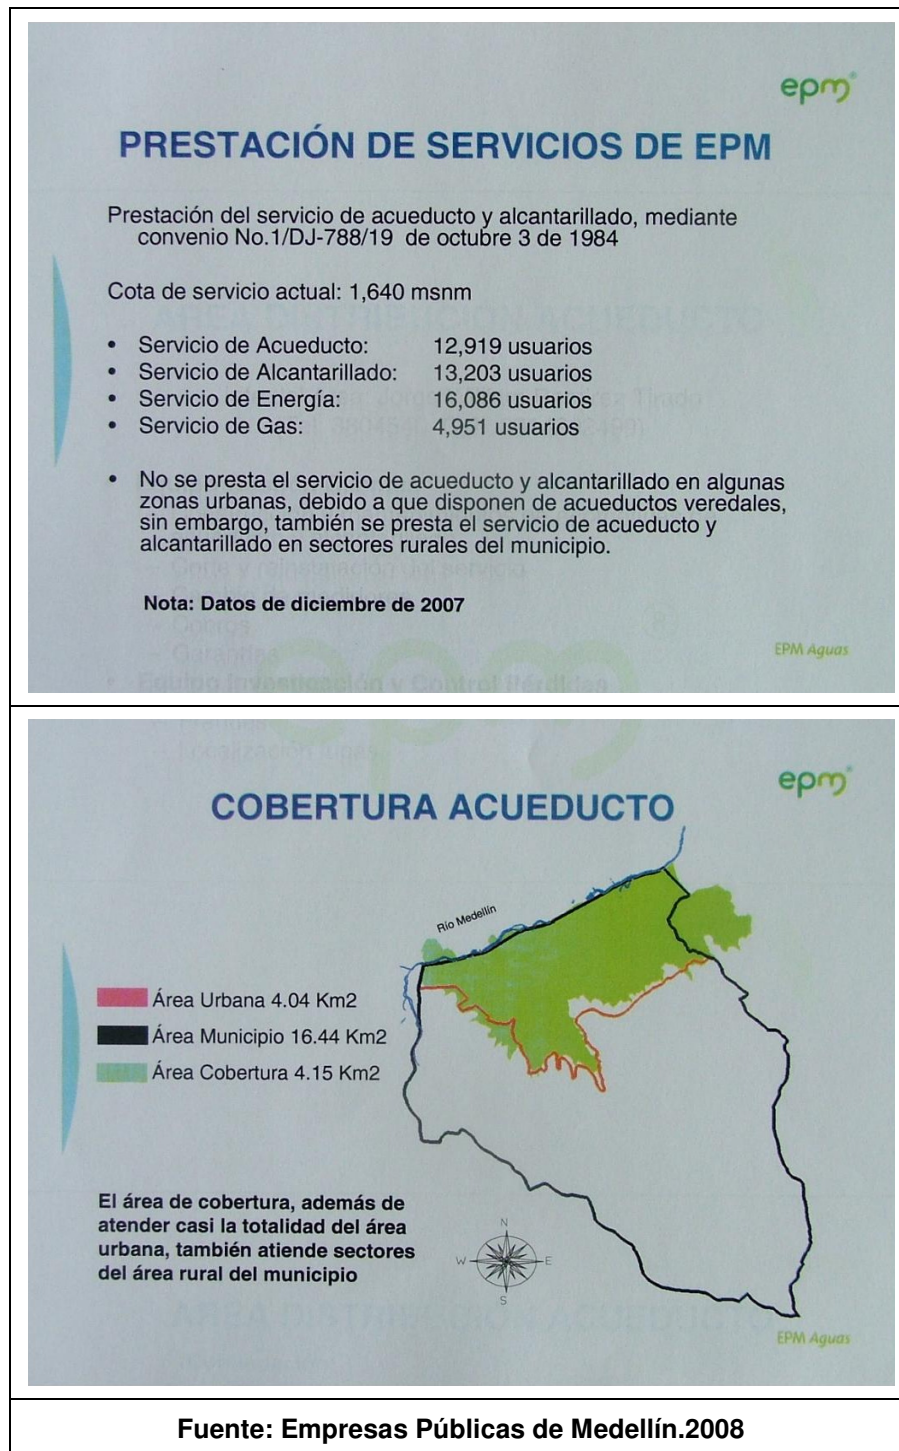 epm®
PRESTACIÓN DE SERVICIOS DE EPM
Prestación del servicio de acueducto y alcantarillado, mediante
convenio No.1/DJ-788/19 de octubre 3 de 1984
Cota de servicio actual: 1,640 msnm
• Servicio de Acueducto: 12,919 usuarios
• Servicio de Alcantarillado: 13,203 usuarios
• Servicio de Energía: 16,086 usuarios
• Servicio de Gas: 4,951 usuarios
• No se presta el servicio de acueducto y alcantarillado en algunas
zonas urbanas, debido a que disponen de acueductos veredales,
sin embargo, también se presta el servicio de acueducto y
alcantarillado en sectores rurales del municipio.
Nota: Datos de diciembre de 2007
EPM Aguas
epm®
COBERTURA ACUEDUCTO
Río Medellín
Área Urbana 4.04 Km2
Área Municipio 16.44 Km2
Área Cobertura 4.15 Km2
El área de cobertura, además de
atender casi la totalidad del área
urbana, también atiende sectores
del área rural del municipio
N
W E
S
EPM Aguas
Fuente: Empresas Públicas de Medellín.2008